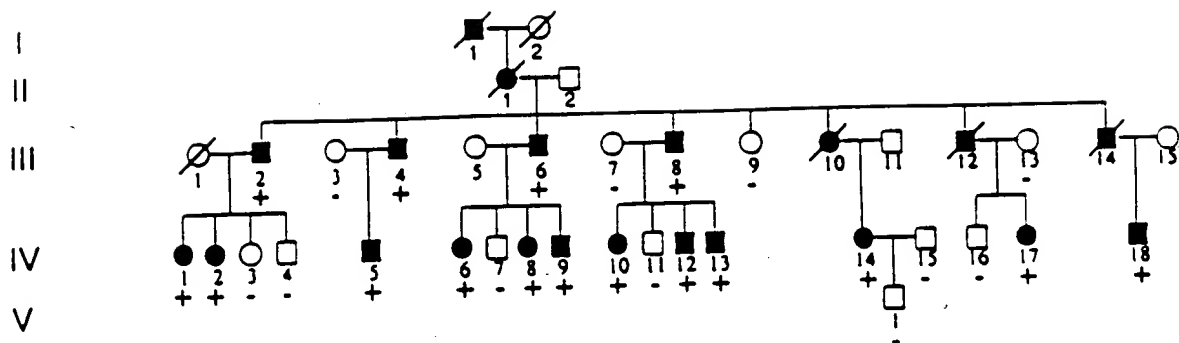 I
1 2
II
1 2
III
1 2 3 4 5 6 7 8 9 10 11 12 13 14 15
+ - + + - + - -
IV
1 2 3 4 5 6 7 8 9 10 11 12 13 14 15 16 17 18
+ + - - + + - + + + - + + + - - + +
V
1
-